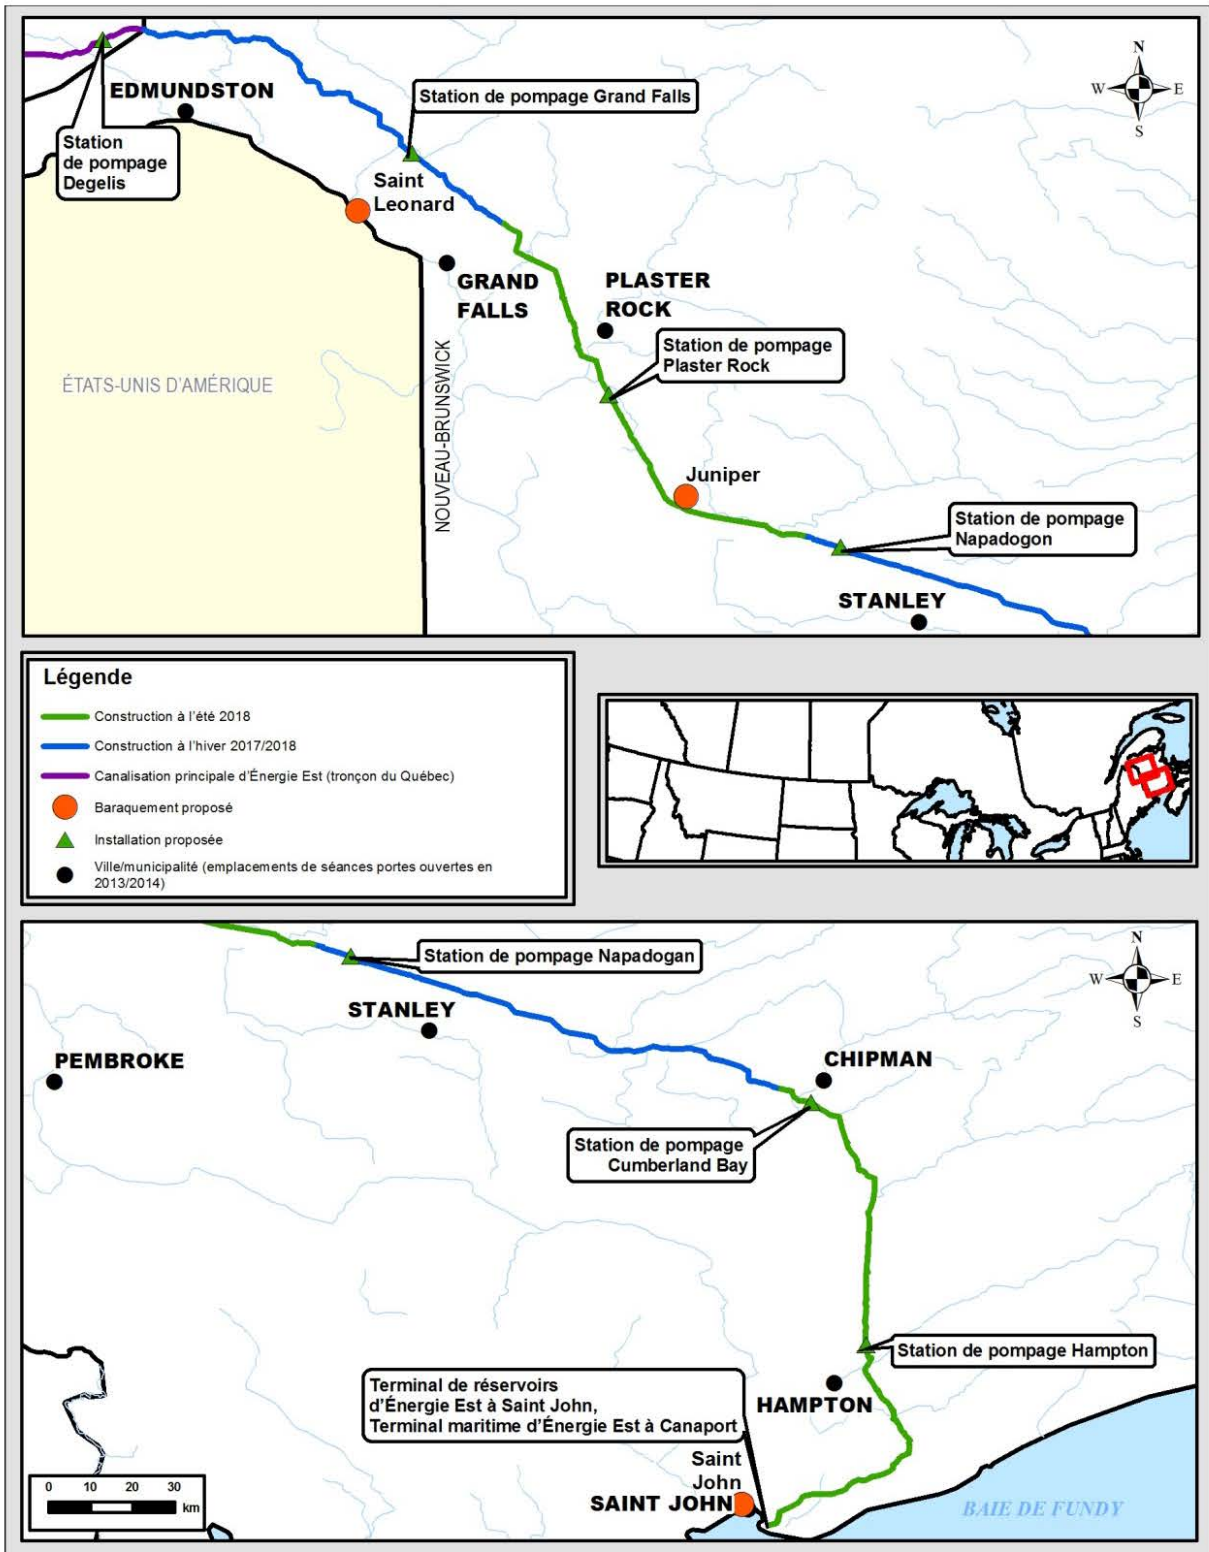 N
W
E
S
EDMUNDSTON
Station de pompage Grand Falls
Station
de pompage
Degelis
Saint
Leonard
GRAND
FALLS
PLASTER
ROCK
Station de pompage
Plaster Rock
ÉTATS-UNIS D'AMÉRIQUE
NOUVEAU-BRUNSWICK
Juniper
Station de pompage
Napadogon
STANLEY
Légende
Construction à l'été 2018
Construction à l'hiver 2017/2018
Canalisation principale d'Énergie Est (tronçon du Québec)
Baraquement proposé
Installation proposée
Ville/municipalité (emplacements de séances portes ouvertes en
2013/2014)
Station de pompage Napadogan
N
W
E
S
STANLEY
PEMBROKE
CHIPMAN
Station de pompage
Cumberland Bay
Station de pompage Hampton
Terminal de réservoirs
d'Énergie Est à Saint John,
Terminal maritime d'Énergie Est à Canaport
HAMPTON
Saint
John
SAINT JOHN
BAIE DE FUNDY
0 10 20 30
km